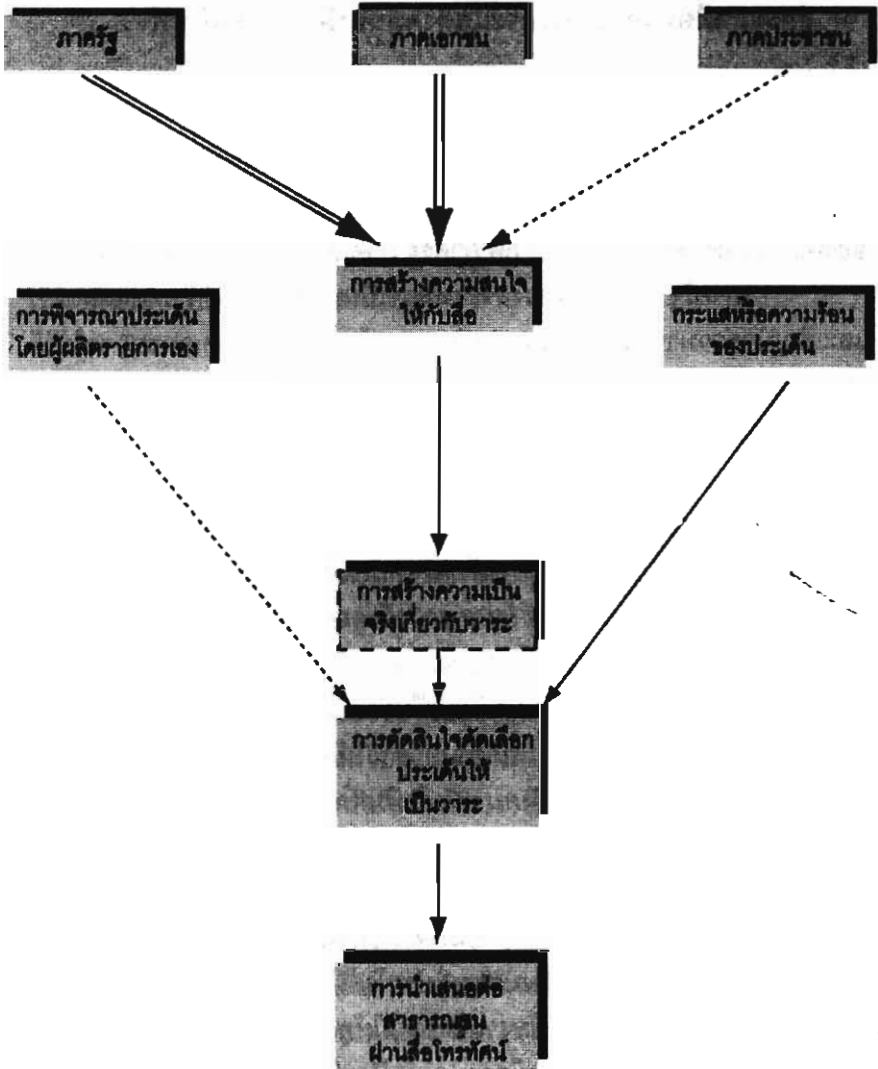 ภาครัฐ
ภาคเอกชน
ภาคประชาชน
การสร้างความสนใจ
ให้กับสื่อ
การพิจารณาประเด็น
โดยผู้ผลิตรายการเอง
กระแสหรือความร้อน
ของประเด็น
การสร้างความเป็น
จริงเกี่ยวกับวาระ
การตัดสินใจคัดเลือก
ประเด็นให้
เป็นวาระ
การนำเสนอต่อ
สาธารณชน
ผ่านสื่อโทรทัศน์